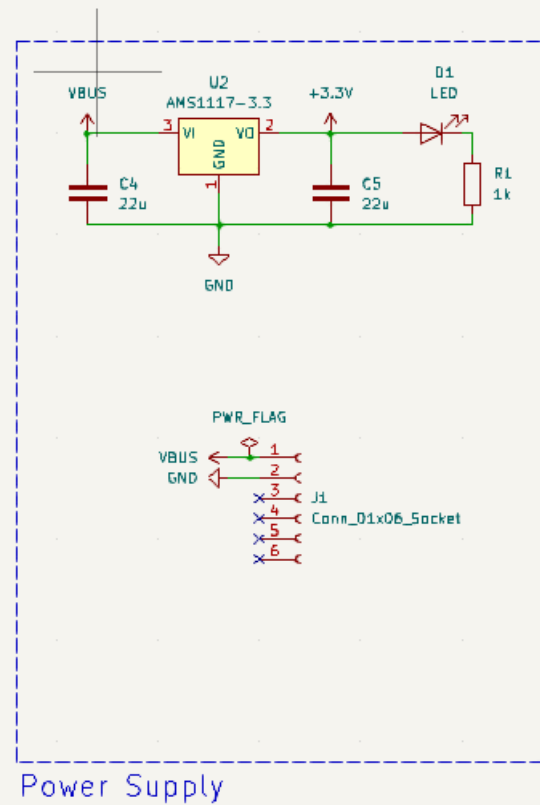 D1
U2
LED
VBUS
AMS1117-3.3
+3.3V
3
VI
VO
2
GND
1
C4
22u
C5
22u
R1
1k
GND
PWR_FLAG
VBUS
1
GND
2
3
J1
4
Conn_01x06_Socket
5
6
Power Supply